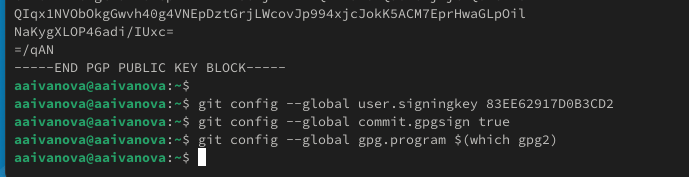 QIqx1NVObOkgGwvh40g4VNEpDztGrjLWcovJp994xjcJokK5ACM7EprHwaGLpOil
NaKygXLOP46adi/IUxc=
=/qAN
-----END PGP PUBLIC KEY BLOCK-----
aaivanova@aaivanova:~$
aaivanova@aaivanova:~$ git config --global user.signingkey 83EE62917D0B3CD2
aaivanova@aaivanova:~$ git config --global commit.gpgsign true
aaivanova@aaivanova:~$ git config --global gpg.program $(which gpg2)
aaivanova@aaivanova:~$